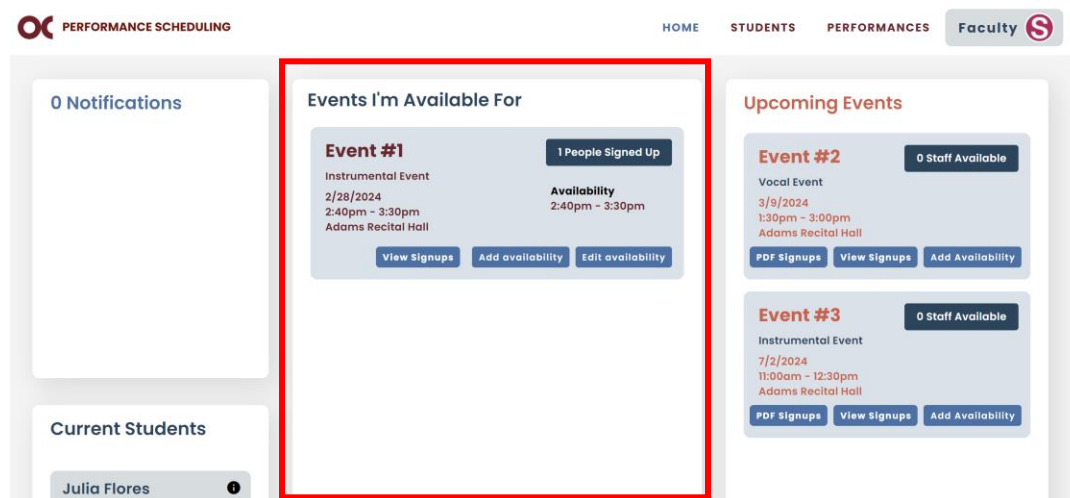 OC PERFORMANCE SCHEDULING
HOME
STUDENTS
PERFORMANCES
Faculty
S
0 Notifications
Current Students
Julia Flores
Events I'm Available For
Event #1
1 People Signed Up
Instrumental Event
2/28/2024
2:40pm - 3:30pm
Adams Recital Hall
Availability
2:40pm - 3:30pm
View Signups
Add availability
Edit availability
Upcoming Events
Event #2
0 Staff Available
Vocal Event
3/9/2024
1:30pm - 3:00pm
Adams Recital Hall
PDF Signups
View Signups
Add Availability
Event #3
0 Staff Available
Instrumental Event
7/2/2024
11:00am - 12:30pm
Adams Recital Hall
PDF Signups
View Signups
Add Availability